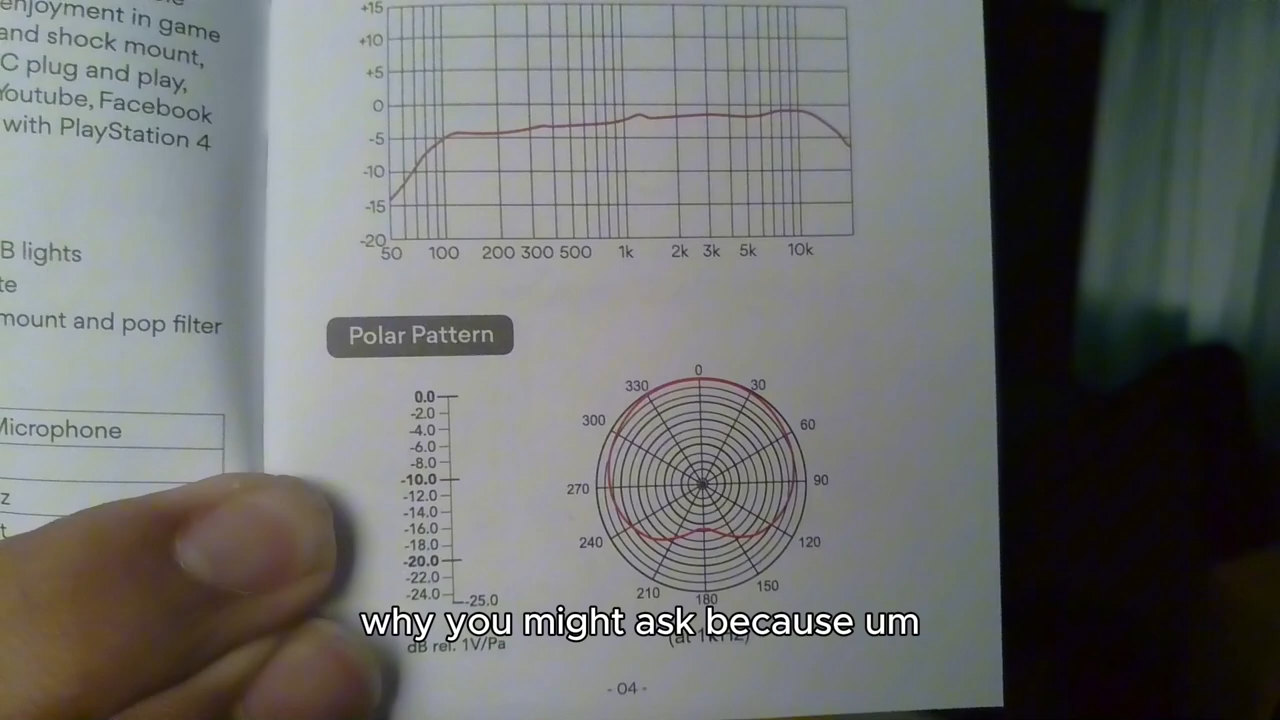 enjoyment in game
and shock mount,
C plug and play,
Youtube, Facebook
with PlayStation 4
B lights
te
mount and pop filter
Microphone
z
t
+15
+10
+5
0
-5
-10
-15
-20
50 100 200 300 500 1k 2k 3k 5k 10k
Polar Pattern
0.0
-2.0
-4.0
-6.0
-8.0
-10.0
-12.0
-14.0
-16.0
-18.0
-20.0
-22.0
-24.0
-25.0
dB ref. 1V/Pa
0
30
60
90
120
150
180
210
240
270
300
330
(at 1kHz)
why you might ask because um
- 04 -